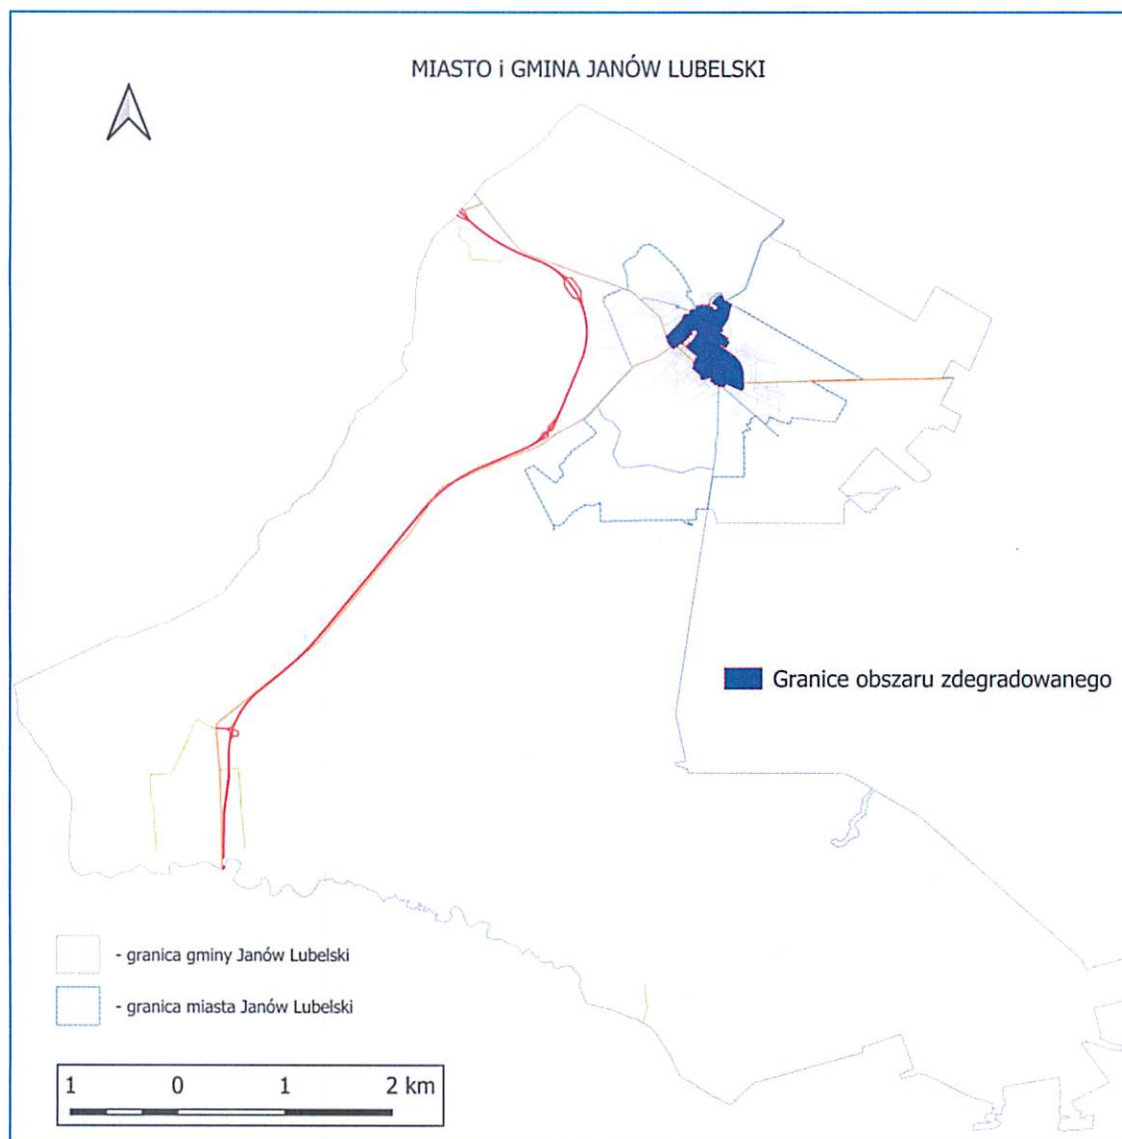 MIASTO i GMINA JANÓW LUBELSKI
Granice obszaru zdegradowanego
- granica gminy Janów Lubelski
- granica miasta Janów Lubelski
1 0 1 2 km